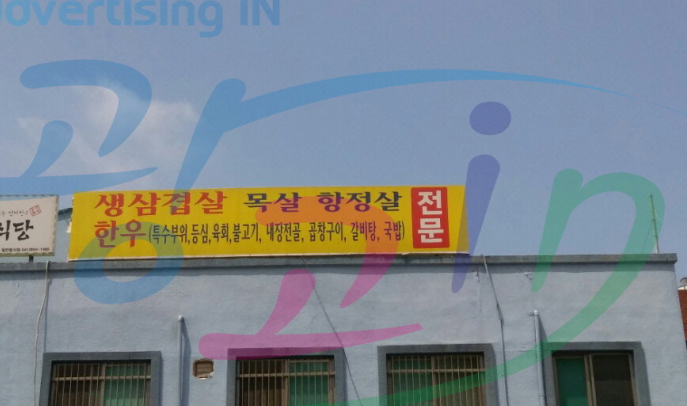 advertising IN
광in
생삼겹살 목살 항정살 전문
한우(특수부위,등심,육회,불고기, 내장전골, 곱창구이, 갈비탕, 국밥)
식당